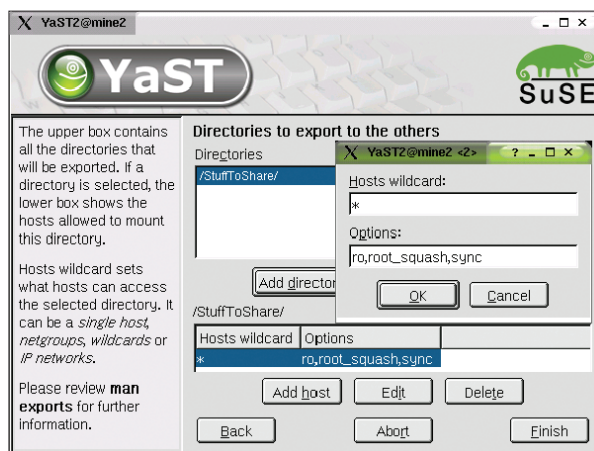 YaST2@mine2
YaST
SuSE
The upper box contains
all the directories that
will be exported. If a
directory is selected, the
lower box shows the
hosts allowed to mount
this directory.
Hosts wildcard sets
what hosts can access
the selected directory. It
can be a single host,
netgroups, wildcards or
IP networks.
Please review man
exports for further
information.
Directories to export to the others
Directories
/StuffToShare/
Add director
YaST2@mine2 <2>
Hosts wildcard:
*
Options:
ro,root_squash,sync
OK
Cancel
/StuffToShare/
Hosts wildcard Options
* ro,root_squash,sync
Add host Edit Delete
Back Abort Finish